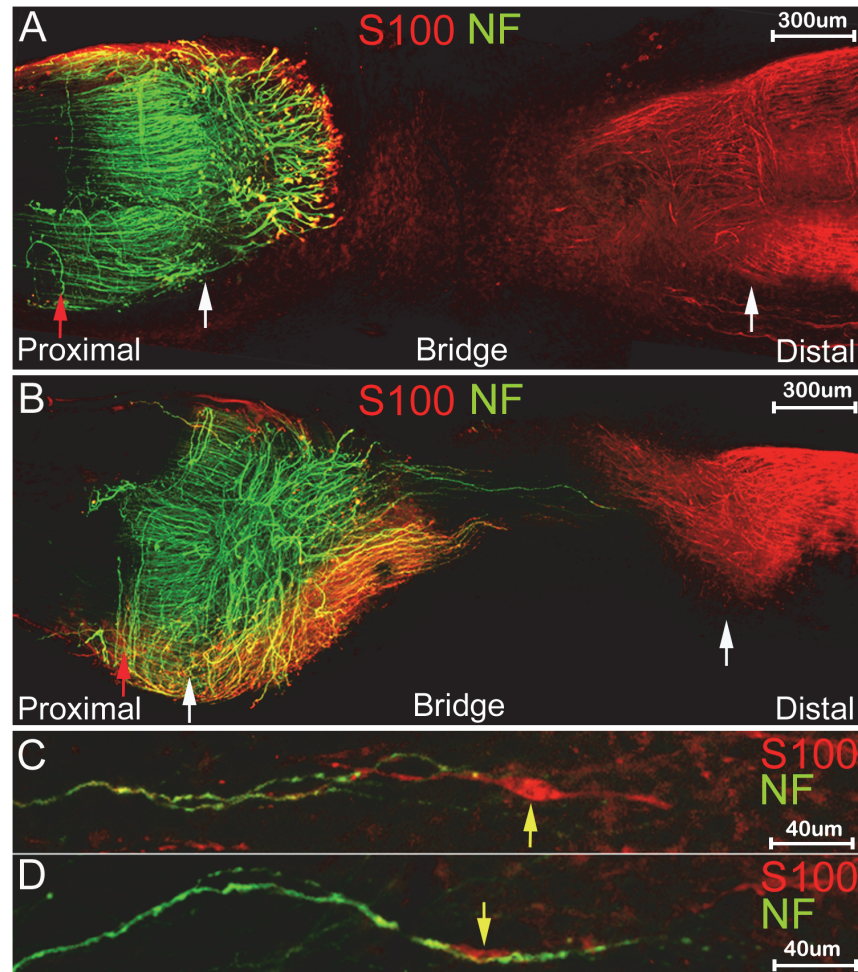 A S100 NF 300um
Proximal Bridge Distal
B S100 NF 300um
Proximal Bridge Distal
C S100
NF
40um
D S100
NF
40um